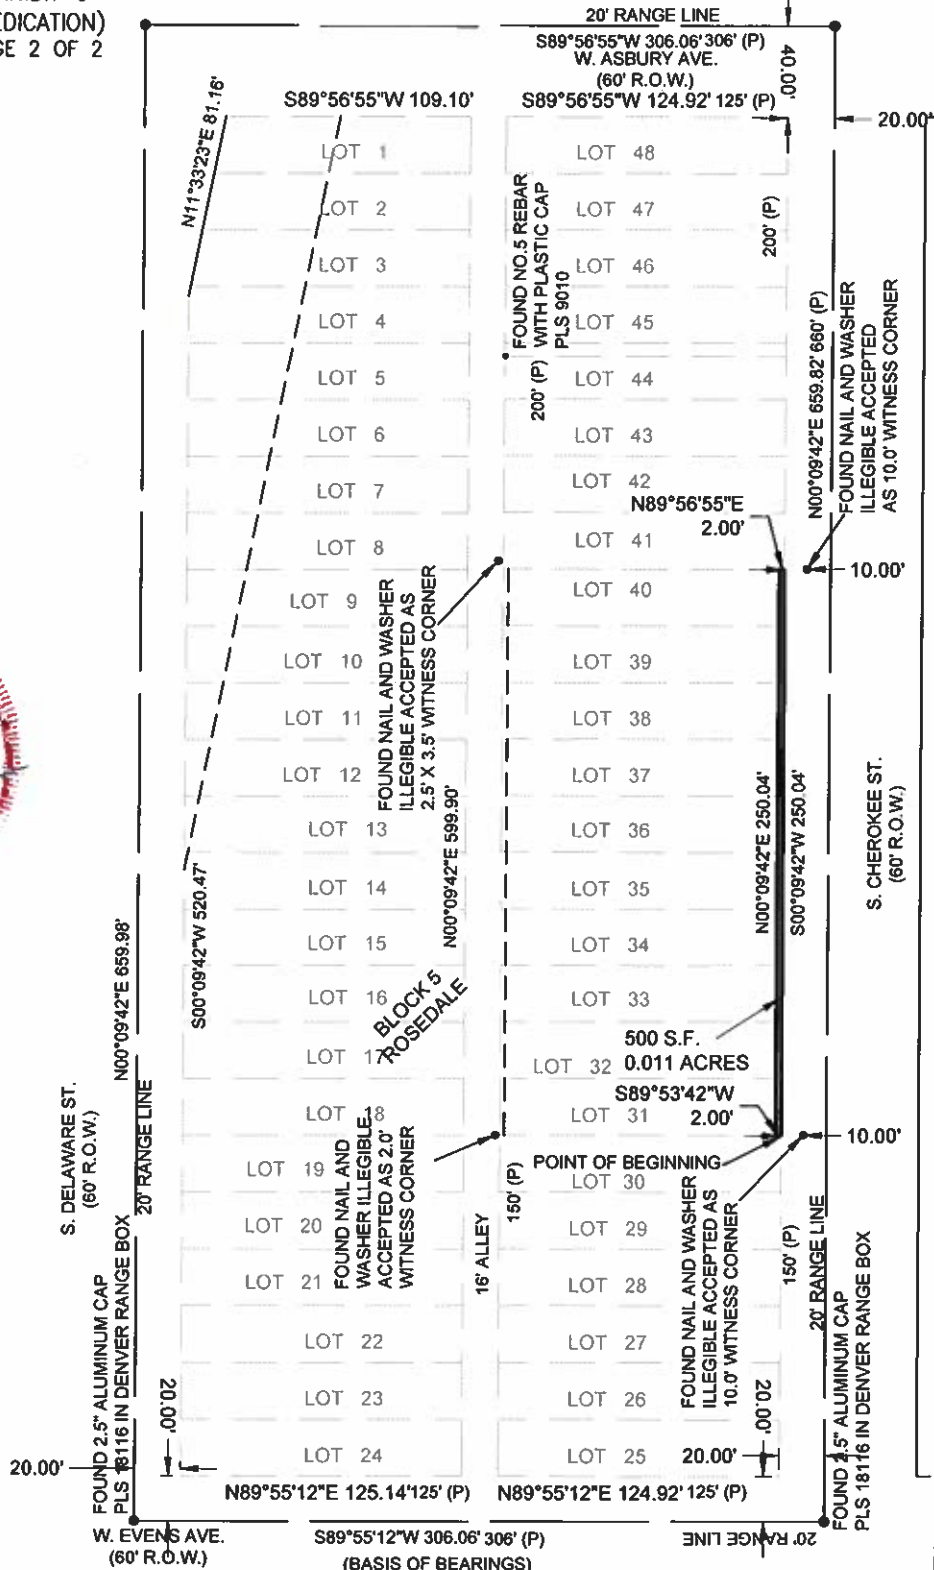 EDICATION)
GE 2 OF 2
20' RANGE LINE
S89°56'55"W 306.06' 306' (P)
W. ASBURY AVE.
(60' R.O.W.)
40.00'
20.00'
S89°56'55"W 109.10'
S89°56'55"W 124.92' 125' (P)
N11°33'23"E 81.16'
LOT 1
LOT 2
LOT 3
LOT 4
LOT 5
LOT 6
LOT 7
LOT 8
LOT 9
LOT 10
LOT 11
LOT 12
LOT 13
LOT 14
LOT 15
LOT 16
LOT 17
LOT 18
LOT 19
LOT 20
LOT 21
LOT 22
LOT 23
LOT 24
LOT 48
LOT 47
LOT 46
LOT 45
LOT 44
LOT 43
LOT 42
LOT 41
LOT 40
LOT 39
LOT 38
LOT 37
LOT 36
LOT 35
LOT 34
LOT 33
LOT 32
LOT 31
LOT 30
LOT 29
LOT 28
LOT 27
LOT 26
LOT 25
FOUND NO.5 REBAR
WITH PLASTIC CAP
PLS 9010
200' (P)
200' (P)
N00°09'42"E 659.82' 660' (P)
FOUND NAIL AND WASHER
ILLEGIBLE ACCEPTED
AS 10.0' WITNESS CORNER
N89°56'55"E
2.00'
10.00'
FOUND NAIL AND WASHER
ILLEGIBLE ACCEPTED AS
2.5' X 3.5' WITNESS CORNER
N00°09'42"E 599.90'
N00°09'42"E 250.04'
S00°09'42"W 250.04'
S. CHEROKEE ST.
(60' R.O.W.)
S00°09'42"W 520.47'
N00°09'42"E 659.98'
BLOCK 5
ROSEDALE
500 S.F.
0.011 ACRES
S89°53'42"W
2.00'
10.00'
POINT OF BEGINNING
S. DELAWARE ST.
(60' R.O.W.)
20' RANGE LINE
FOUND NAIL AND
WASHER ILLEGIBLE
ACCEPTED AS 2.0'
WITNESS CORNER
150' (P)
16' ALLEY
FOUND NAIL AND WASHER
ILLEGIBLE ACCEPTED AS
10.0' WITNESS CORNER
150' (P)
20' RANGE LINE
FOUND 2.5" ALUMINUM CAP
PLS 18116 IN DENVER RANGE BOX
FOUND 2.5" ALUMINUM CAP
PLS 18116 IN DENVER RANGE BOX
20.00'
20.00'
20.00'
20.00'
N89°55'12"E 125.14' 125' (P)
N89°55'12"E 124.92' 125' (P)
W. EVENS AVE.
(60' R.O.W.)
S89°55'12"W 306.06' 306' (P)
(BASIS OF BEARINGS)
20' RANGE LINE